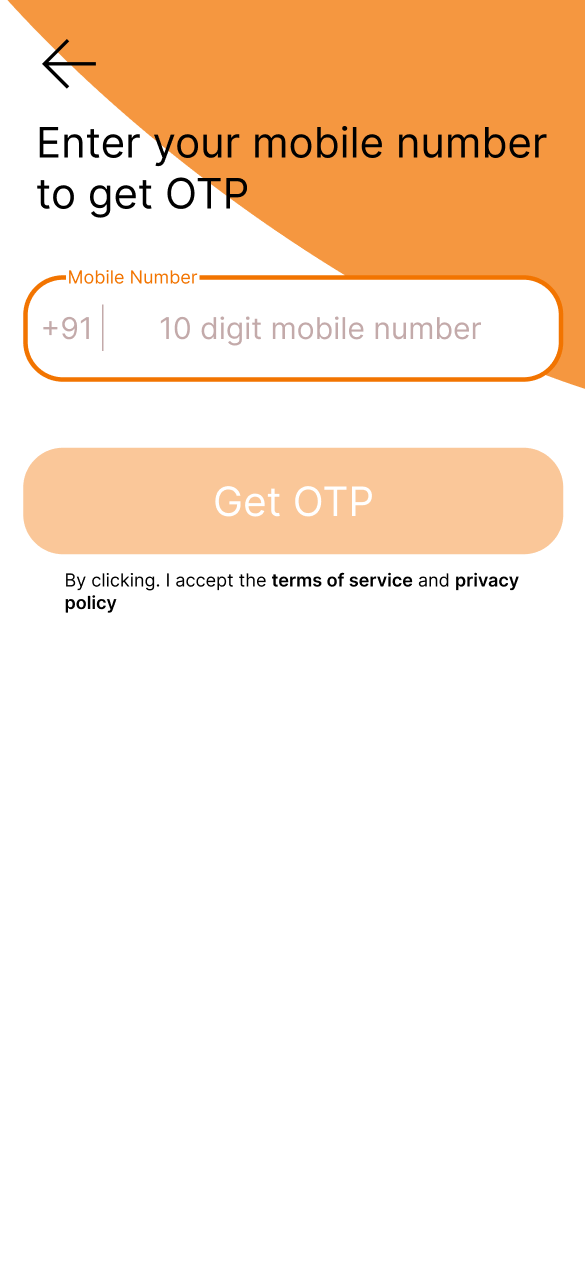 Enter your mobile number
to get OTP
Mobile Number
+91 10 digit mobile number
Get OTP
By clicking. I accept the terms of service and privacy
policy